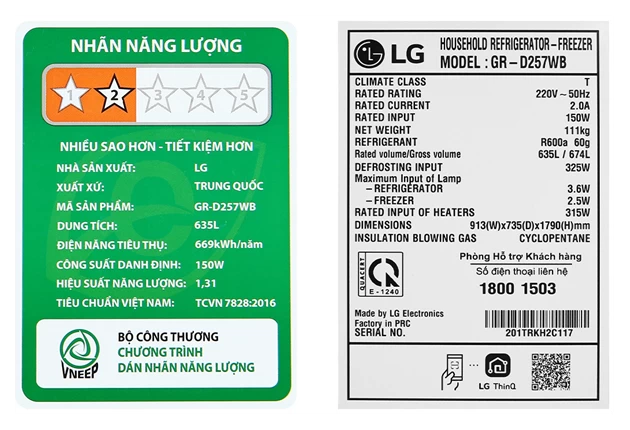 NHÃN NĂNG LƯỢNG
1 2 3 4 5
NHIỀU SAO HƠN - TIẾT KIỆM HƠN
NHÀ SẢN XUẤT: LG
XUẤT XỨ: TRUNG QUỐC
MÃ SẢN PHẨM: GR-D257WB
DUNG TÍCH: 635L
ĐIỆN NĂNG TIÊU THỤ: 669kWh/năm
CÔNG SUẤT DANH ĐỊNH: 150W
HIỆU SUẤT NĂNG LƯỢNG: 1,31
TIÊU CHUẨN VIỆT NAM: TCVN 7828:2016
VNEEP
BỘ CÔNG THƯƠNG
CHƯƠNG TRÌNH
DÁN NHÃN NĂNG LƯỢNG
LG
HOUSEHOLD REFRIGERATOR-FREEZER
MODEL : GR-D257WB
CLIMATE CLASS T
RATED RATING 220V ~ 50Hz
RATED CURRENT 2.0A
RATED INPUT 150W
NET WEIGHT 111kg
REFRIGERANT R600a 60g
Rated volume/Gross volume 635L / 674L
DEFROSTING INPUT 325W
Maximum Input of Lamp
-REFRIGERATOR 3.6W
-FREEZER 2.5W
RATED INPUT OF HEATERS 315W
DIMENSIONS 913(W)x735(D)x1790(H)mm
INSULATION BLOWING GAS CYCLOPENTANE
QUACERT
E - 1240
Phòng Hỗ trợ Khách hàng
Số điện thoại liên hệ
1800 1503
Made by LG Electronics
Factory in PRC
SERIAL NO. 201TRKH2C117
LG ThinQ